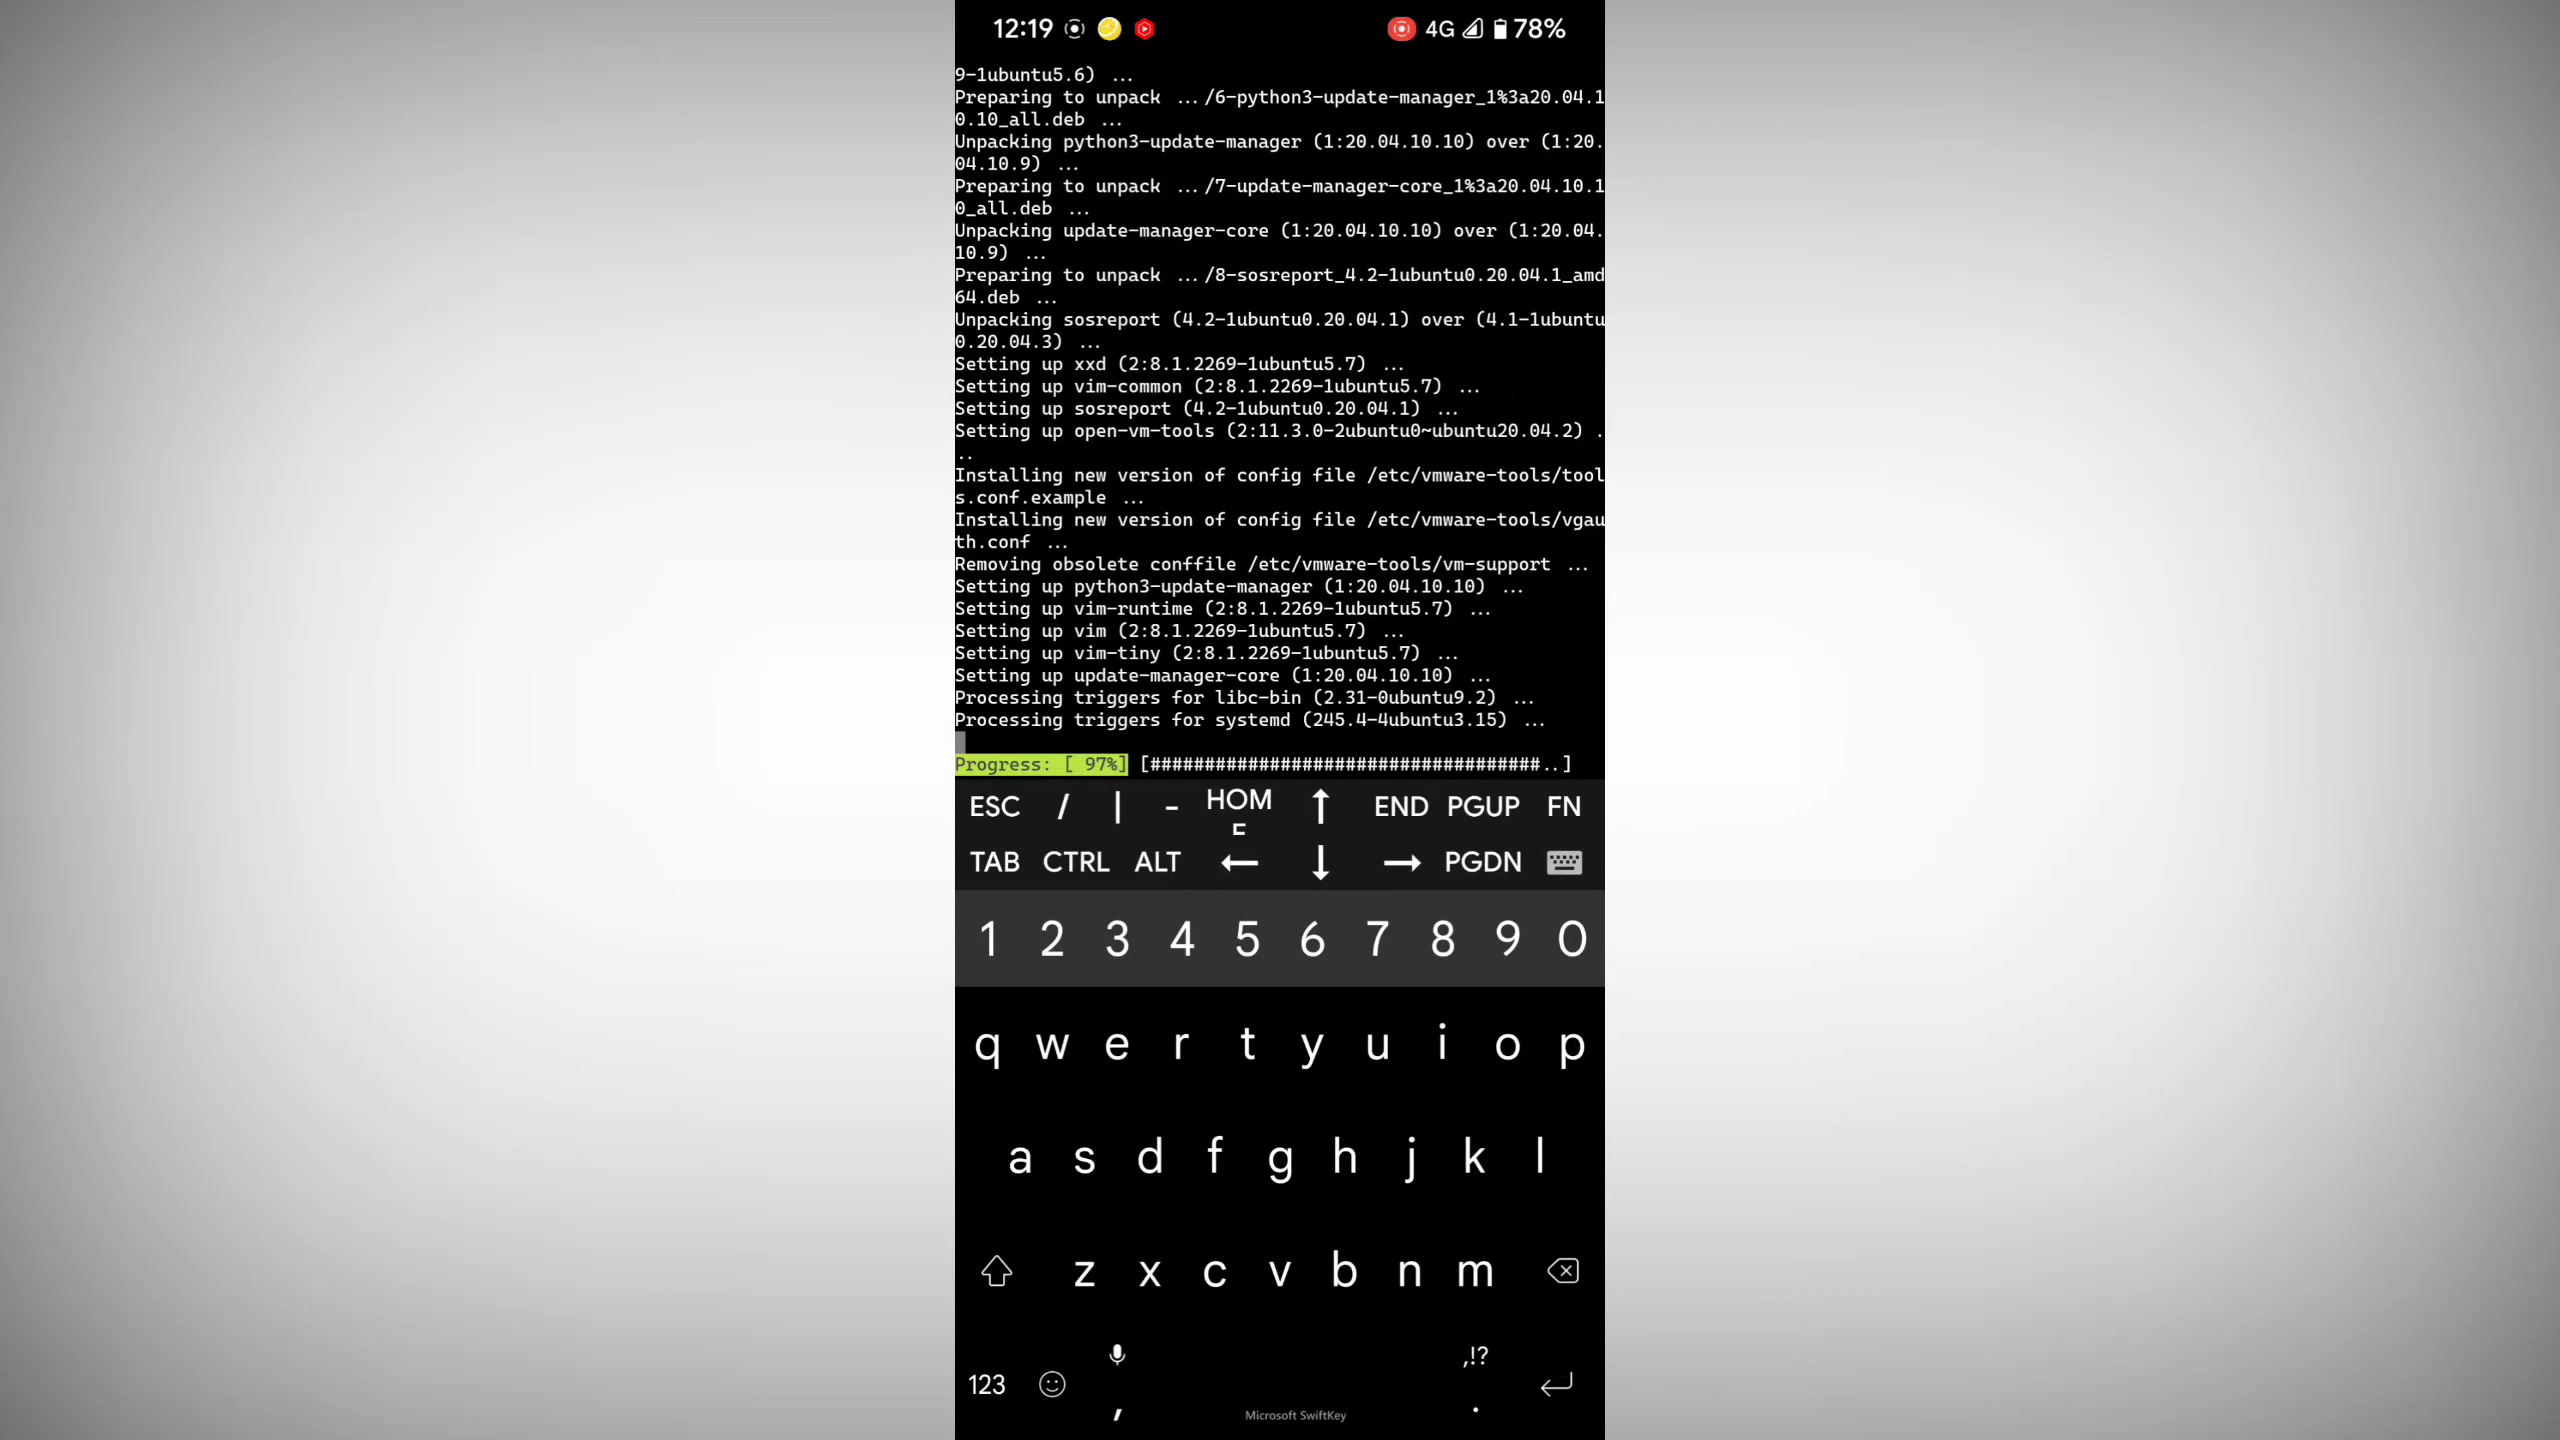 12:19 4G 78%
9-1ubuntu5.6) ...
Preparing to unpack .../6-python3-update-manager_1%3a20.04.1
0.10_all.deb ...
Unpacking python3-update-manager (1:20.04.10.10) over (1:20.
04.10.9) ...
Preparing to unpack .../7-update-manager-core_1%3a20.04.10.1
0_all.deb ...
Unpacking update-manager-core (1:20.04.10.10) over (1:20.04.
10.9) ...
Preparing to unpack .../8-sosreport_4.2-1ubuntu0.20.04.1_amd
64.deb ...
Unpacking sosreport (4.2-1ubuntu0.20.04.1) over (4.1-1ubuntu
0.20.04.3) ...
Setting up xxd (2:8.1.2269-1ubuntu5.7) ...
Setting up vim-common (2:8.1.2269-1ubuntu5.7) ...
Setting up sosreport (4.2-1ubuntu0.20.04.1) ...
Setting up open-vm-tools (2:11.3.0-2ubuntu0~ubuntu20.04.2) .
..
Installing new version of config file /etc/vmware-tools/tool
s.conf.example ...
Installing new version of config file /etc/vmware-tools/vgau
th.conf ...
Removing obsolete conffile /etc/vmware-tools/vm-support ...
Setting up python3-update-manager (1:20.04.10.10) ...
Setting up vim-runtime (2:8.1.2269-1ubuntu5.7) ...
Setting up vim (2:8.1.2269-1ubuntu5.7) ...
Setting up vim-tiny (2:8.1.2269-1ubuntu5.7) ...
Setting up update-manager-core (1:20.04.10.10) ...
Processing triggers for libc-bin (2.31-0ubuntu9.2) ...
Processing triggers for systemd (245.4-4ubuntu3.15) ...
Progress: [ 97%] [####################################..]
ESC / | - HOME ↑ END PGUP FN
TAB CTRL ALT ← ↓ → PGDN
1 2 3 4 5 6 7 8 9 0
q w e r t y u i o p
a s d f g h j k l
z x c v b n m
,!?
123 , .
Microsoft SwiftKey